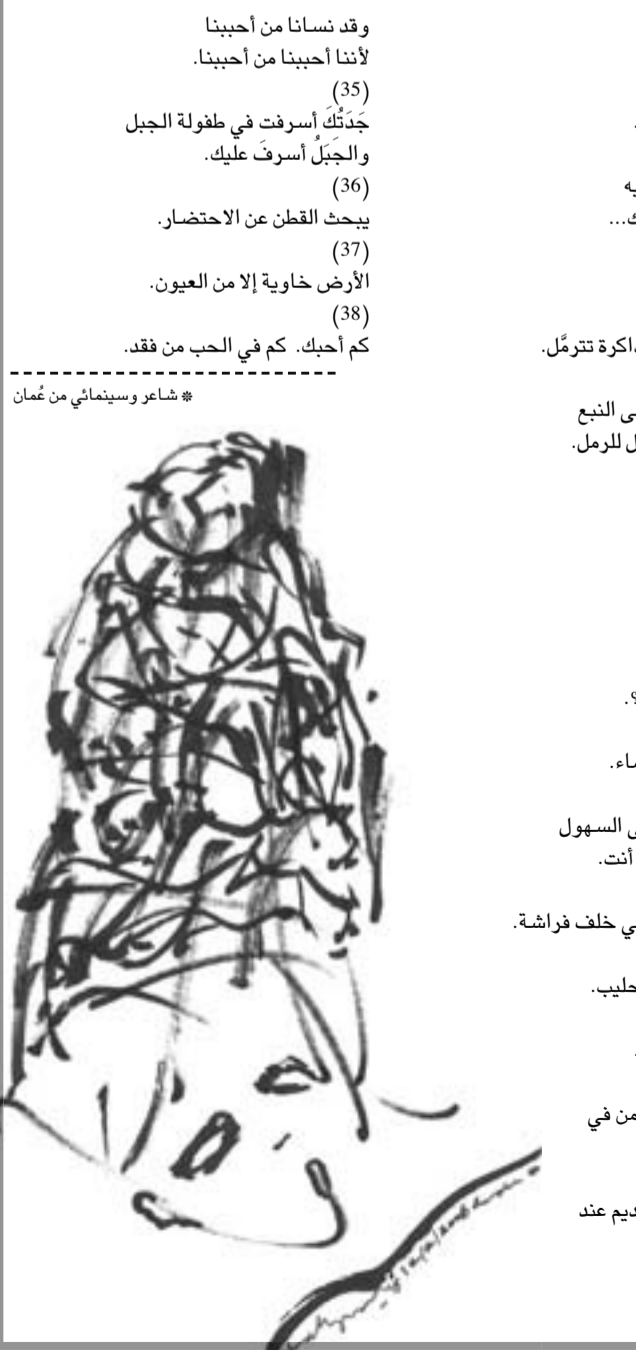 يه
ك...
اكرة تترمَّل.
ى النبع
ل للرمل.
؟.
اء.
ى السهول
أنت.
ي خلف فراشة.
حليب.
من في
ديم عند
وقد نسانا من أحببنا
لأننا أحببنا من أحببنا.
(35)
جَدَتُكَ أسرفت في طفولة الجبل
والجَبَلُ أسرفَ عليك.
(36)
يبحث القطن عن الاحتضار.
(37)
الأرض خاوية إلا من العيون.
(38)
كم أحبك. كم في الحب من فقد.
* شاعر وسينمائي من عُمان